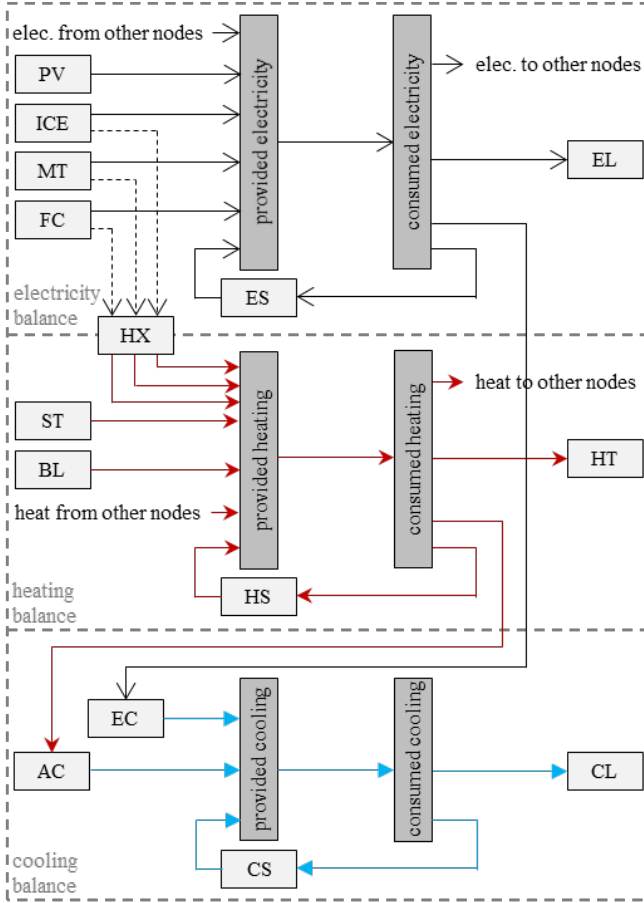 elec. from other nodes
PV
ICE
MT
FC
provided electricity
consumed electricity
elec. to other nodes
EL
ES
electricity
balance
HX
ST
BL
heat from other nodes
provided heating
consumed heating
heat to other nodes
HT
HS
heating
balance
EC
AC
provided cooling
consumed cooling
CL
CS
cooling
balance